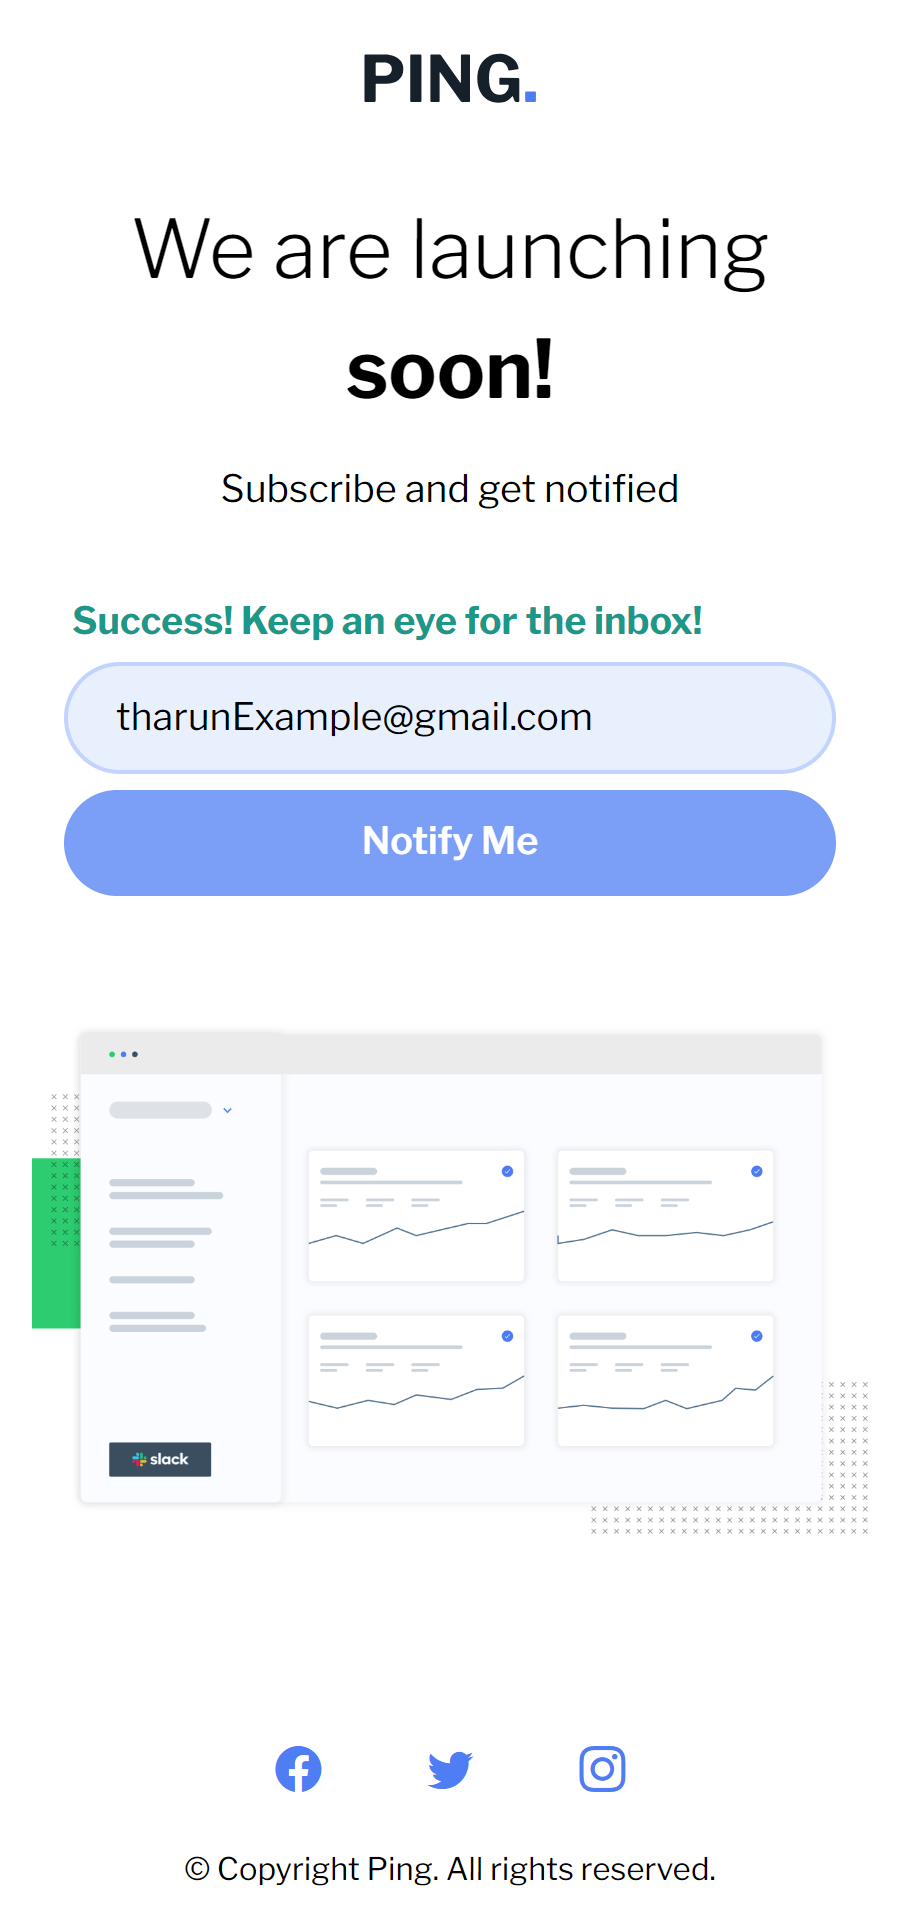 PING.
We are launching
soon!
Subscribe and get notified
Success! Keep an eye for the inbox!
tharunExample@gmail.com
Notify Me
slack
© Copyright Ping. All rights reserved.